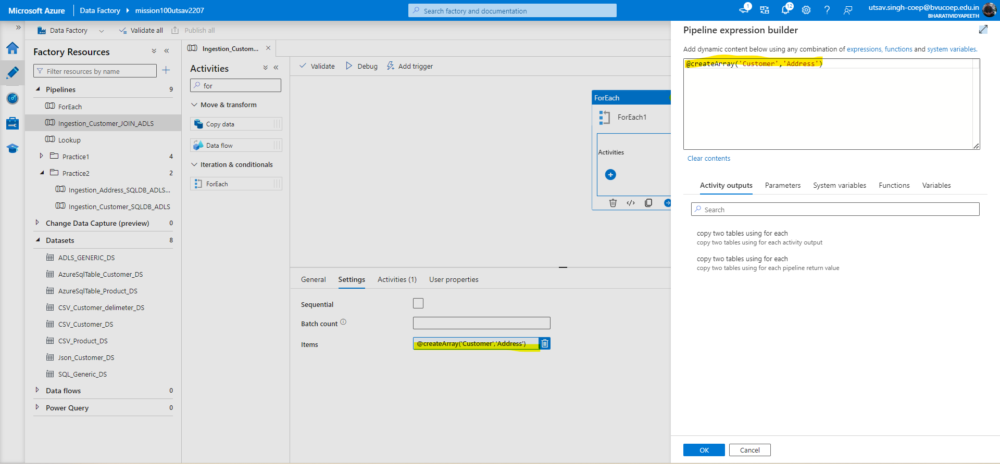 Microsoft Azure
Data Factory
mission100utsav2207
Search factory and documentation
1
12
utsav.singh-coep@bvucoep.edu.in
BHARATIVIDYAPEETH
Data Factory
Validate all
Publish all
Factory Resources
Filter resources by name
Pipelines 9
ForEach
Ingestion_Customer_JOIN_ADLS
Lookup
Practice1 4
Practice2 2
Ingestion_Address_SQLDB_ADLS...
Ingestion_Customer_SQLDB_ADLS
Change Data Capture (preview) 0
Datasets 8
ADLS_GENERIC_DS
AzureSqlTable_Customer_DS
AzureSqlTable_Product_DS
CSV_Customer_delimeter_DS
CSV_Customer_DS
CSV_Product_DS
Json_Customer_DS
SQL_Generic_DS
Data flows 0
Power Query 0
Ingestion_Custom...
Activities
for
Move & transform
Copy data
Data flow
Iteration & conditionals
ForEach
Validate
Debug
Add trigger
ForEach
ForEach1
Activities
General
Settings
Activities (1)
User properties
Sequential
Batch count
Items
@createArray('Customer','Address')
Pipeline expression builder
Add dynamic content below using any combination of expressions, functions and system variables.
@createArray('Customer','Address')
Clear contents
Activity outputs
Parameters
System variables
Functions
Variables
Search
copy two tables using for each
copy two tables using for each activity output
copy two tables using for each
copy two tables using for each pipeline return value
OK
Cancel